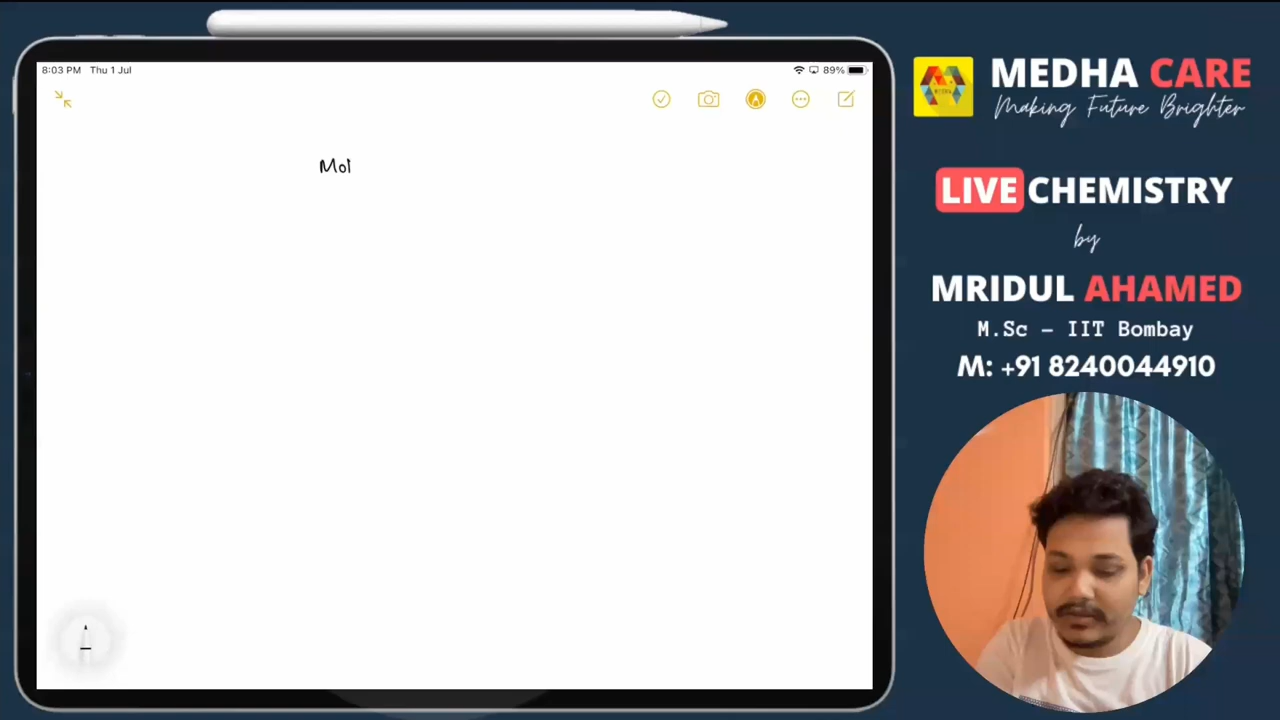 8:03 PM Thu 1 Jul
89%
Mol
MEDHA CARE
Making Future Brighter
LIVE CHEMISTRY
by
MRIDUL AHAMED
M.Sc - IIT Bombay
M: +91 8240044910